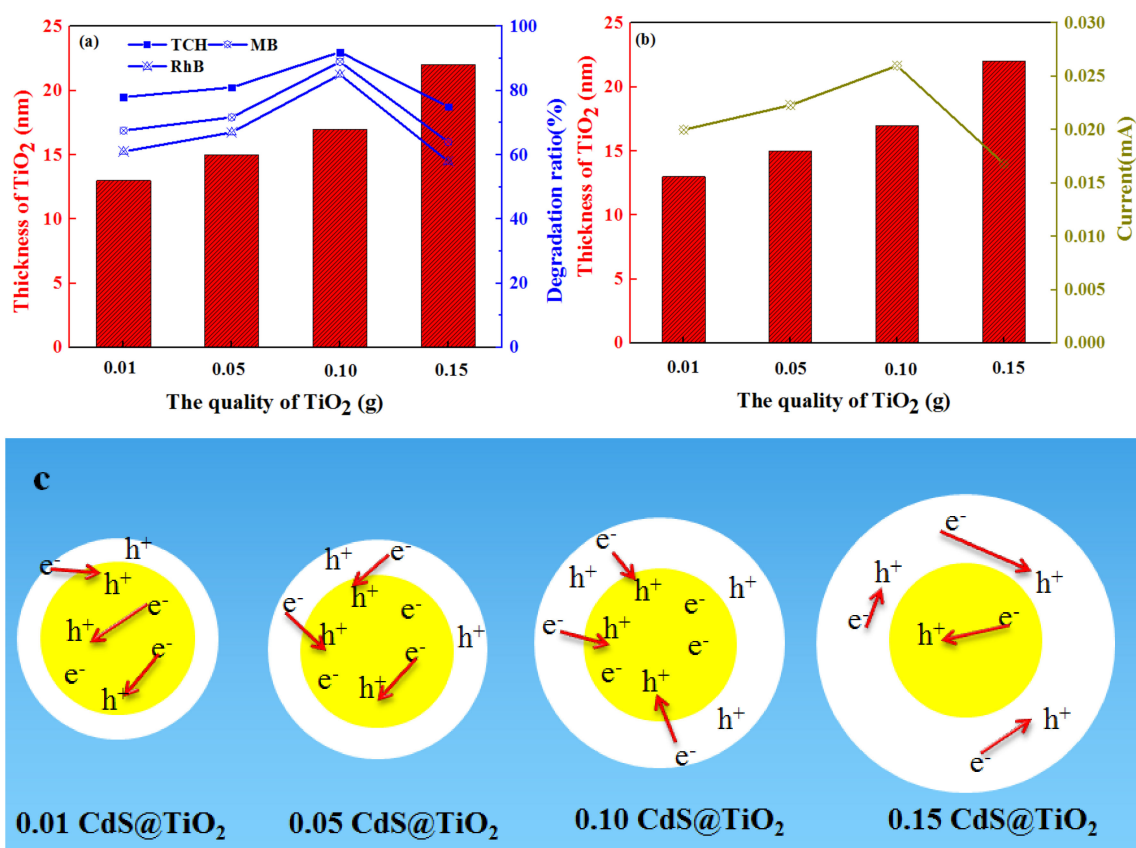 (a)
TCH MB
RhB
25
20
15
10
5
0
Thickness of TiO₂ (nm)
100
80
60
40
20
0
Degradation ratio(%)
0.01 0.05 0.10 0.15
The quality of TiO₂ (g)
(b)
25
20
15
10
5
0
Thickness of TiO₂ (nm)
0.030
0.025
0.020
0.015
0.010
0.005
0.000
Current(mA)
0.01 0.05 0.10 0.15
The quality of TiO₂ (g)
c
h⁺
e⁻
h⁺
e⁻
h⁺
e⁻
e⁻
h⁺
0.01 CdS@TiO₂
h⁺ e⁻
h⁺
e⁻ e⁻
h⁺ h⁺
e⁻
e⁻
h⁺
0.05 CdS@TiO₂
e⁻
h⁺ h⁺ h⁺
e⁻
e⁻ h⁺
e⁻
e⁻ h⁺
h⁺
e⁻
0.10 CdS@TiO₂
e⁻
h⁺ h⁺
e⁻
e⁻
h⁺
h⁺
e⁻
0.15 CdS@TiO₂